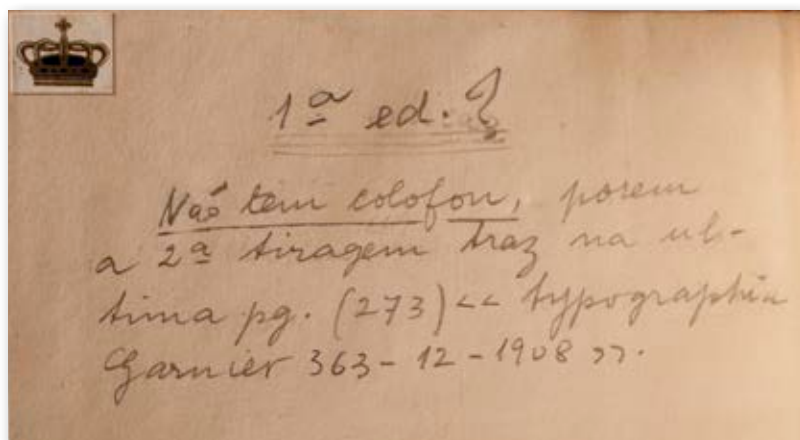 1ª ed.?
Não tem colofon, porem
a 2ª tiragem traz na ul-
tima pg. (273) << typographia
Garnier 363-12-1908 >>.